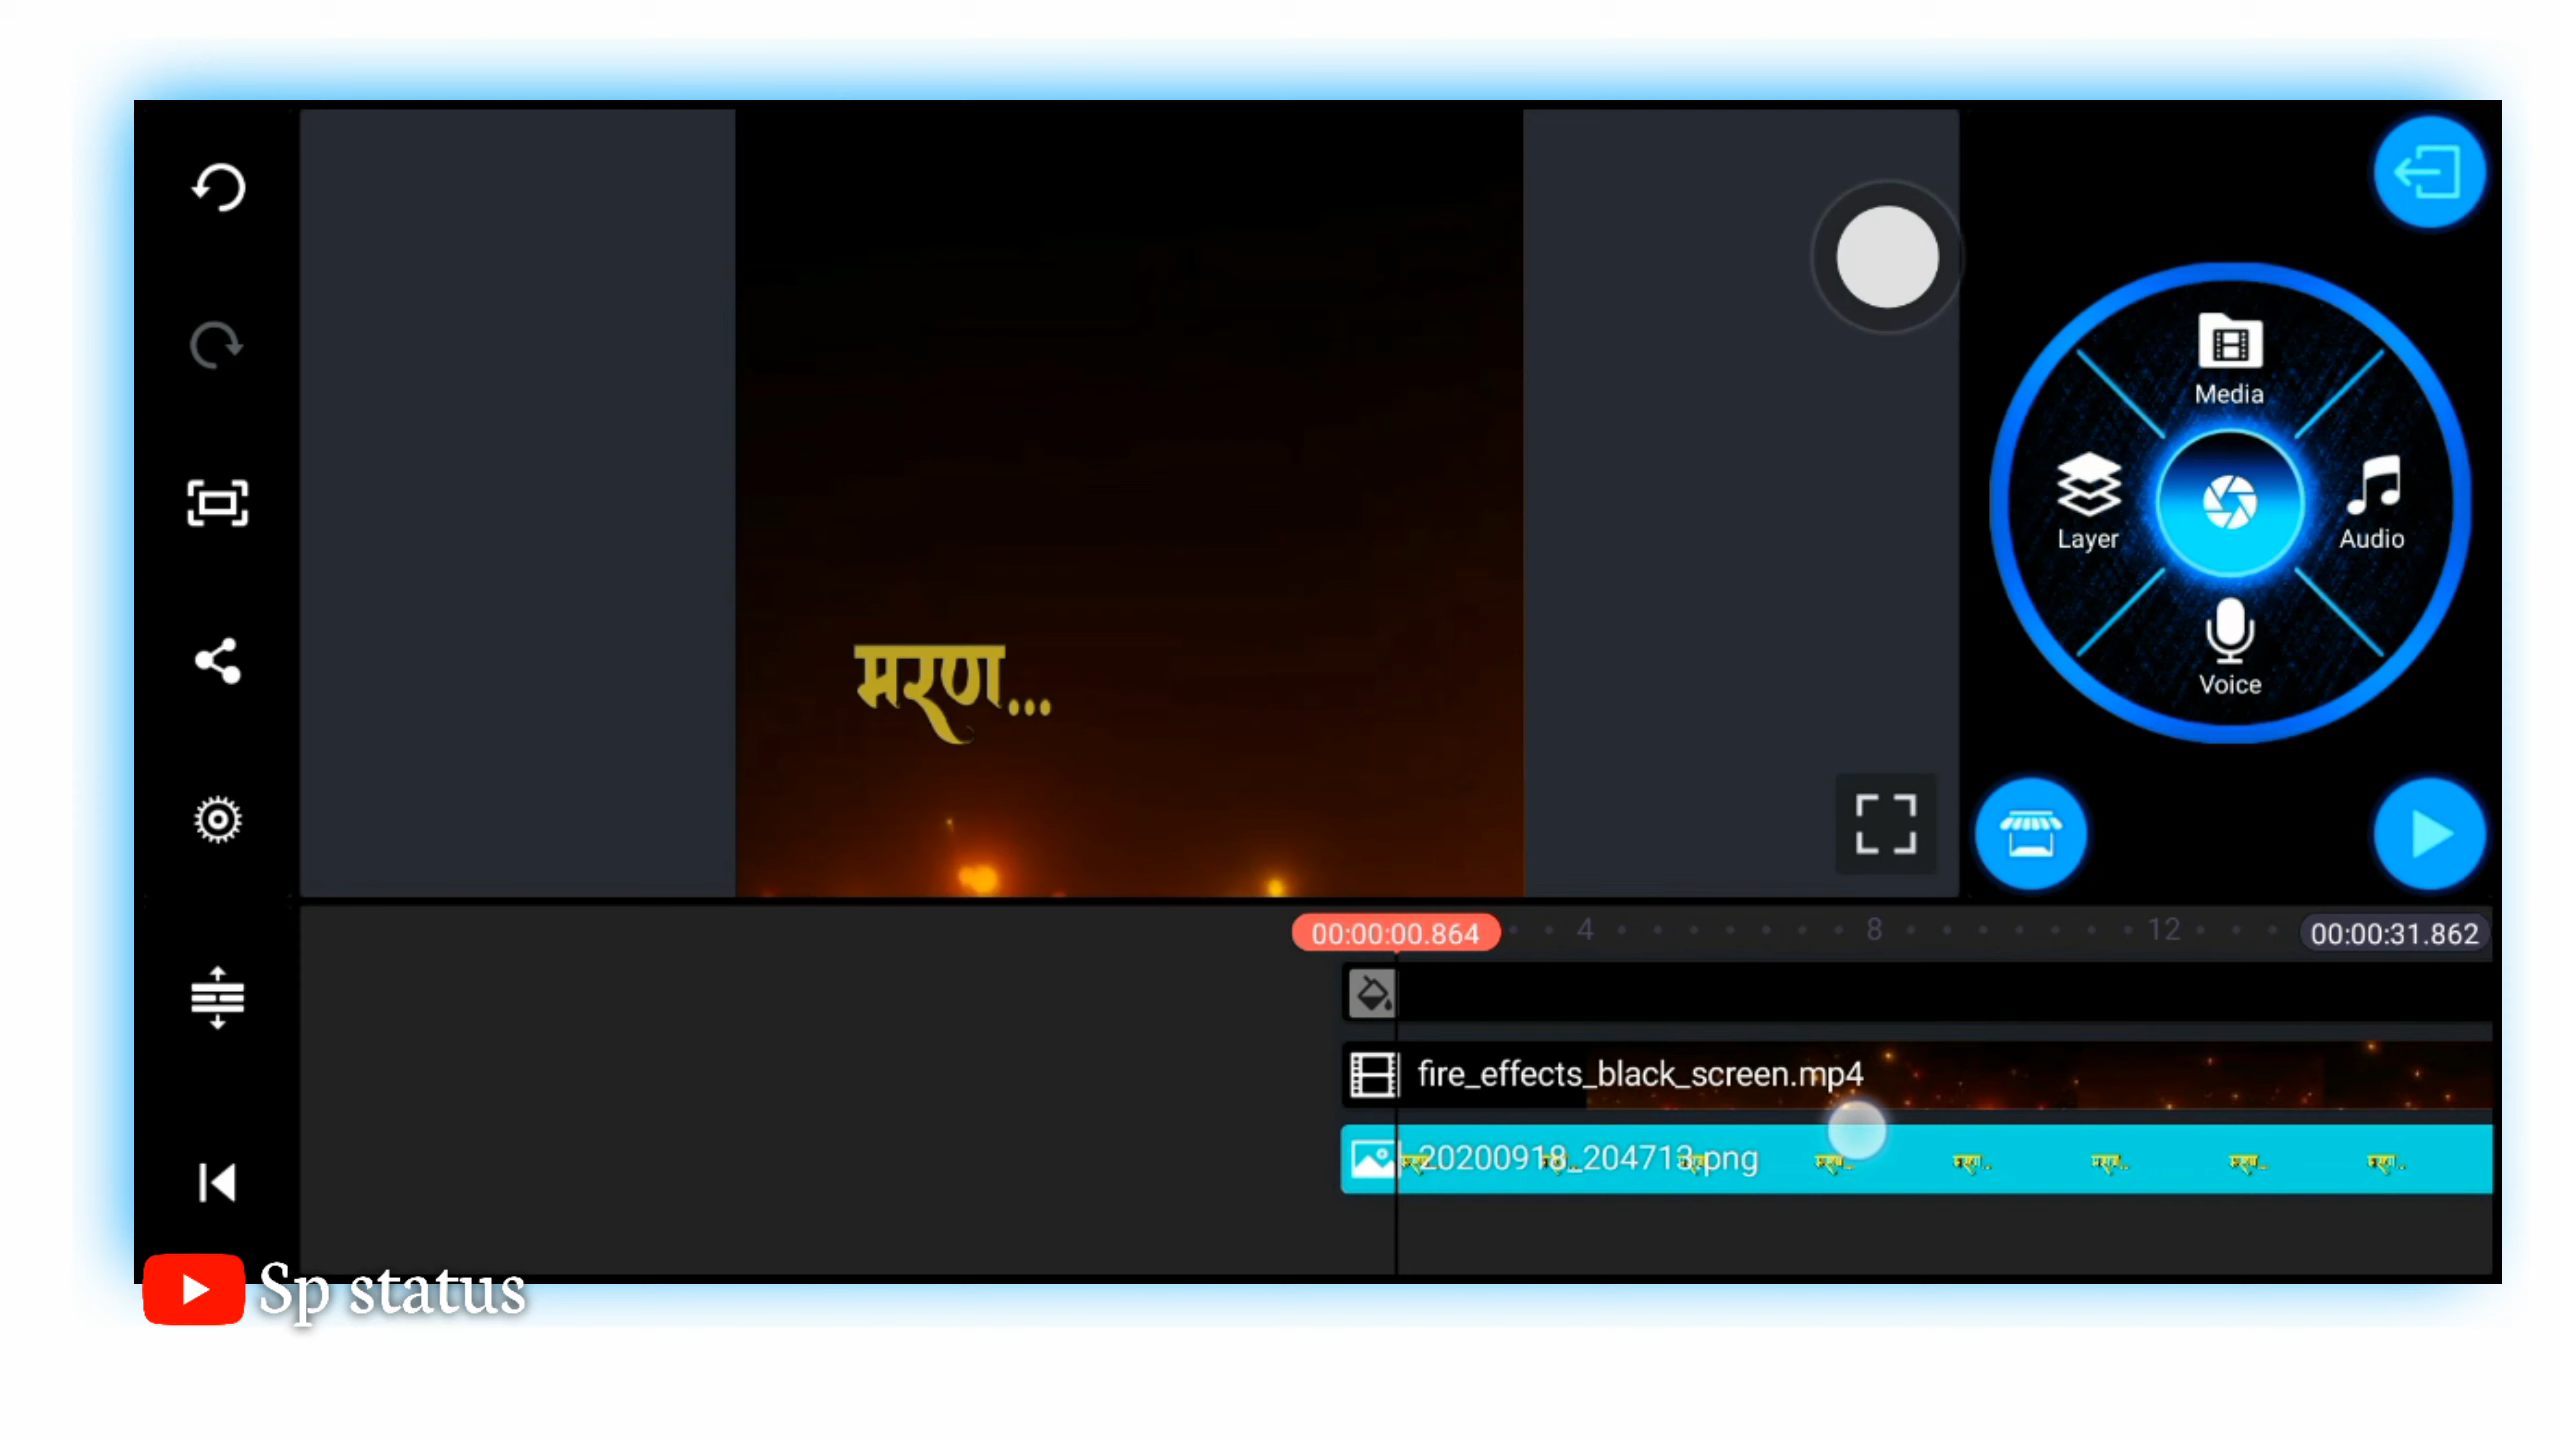 Media
Layer
Audio
मरण...
Voice
00:00:00.864 4 8 12 00:00:31.862
fire_effects_black_screen.mp4
20200918_204713.png
Sp status